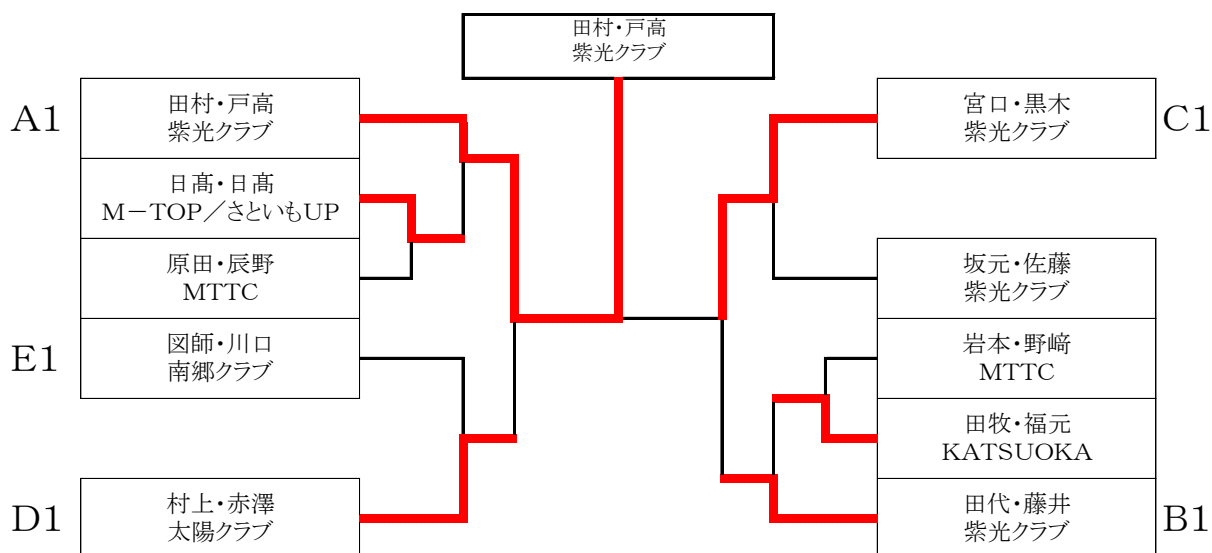 田村・戸高
紫光クラブ
A1
田村・戸高
紫光クラブ
日髙・日髙
M－TOP／さといもUP
原田・辰野
MTTC
E1
図師・川口
南郷クラブ
D1
村上・赤澤
太陽クラブ
宮口・黒木
紫光クラブ
C1
坂元・佐藤
紫光クラブ
岩本・野﨑
MTTC
田牧・福元
KATSUOKA
田代・藤井
紫光クラブ
B1